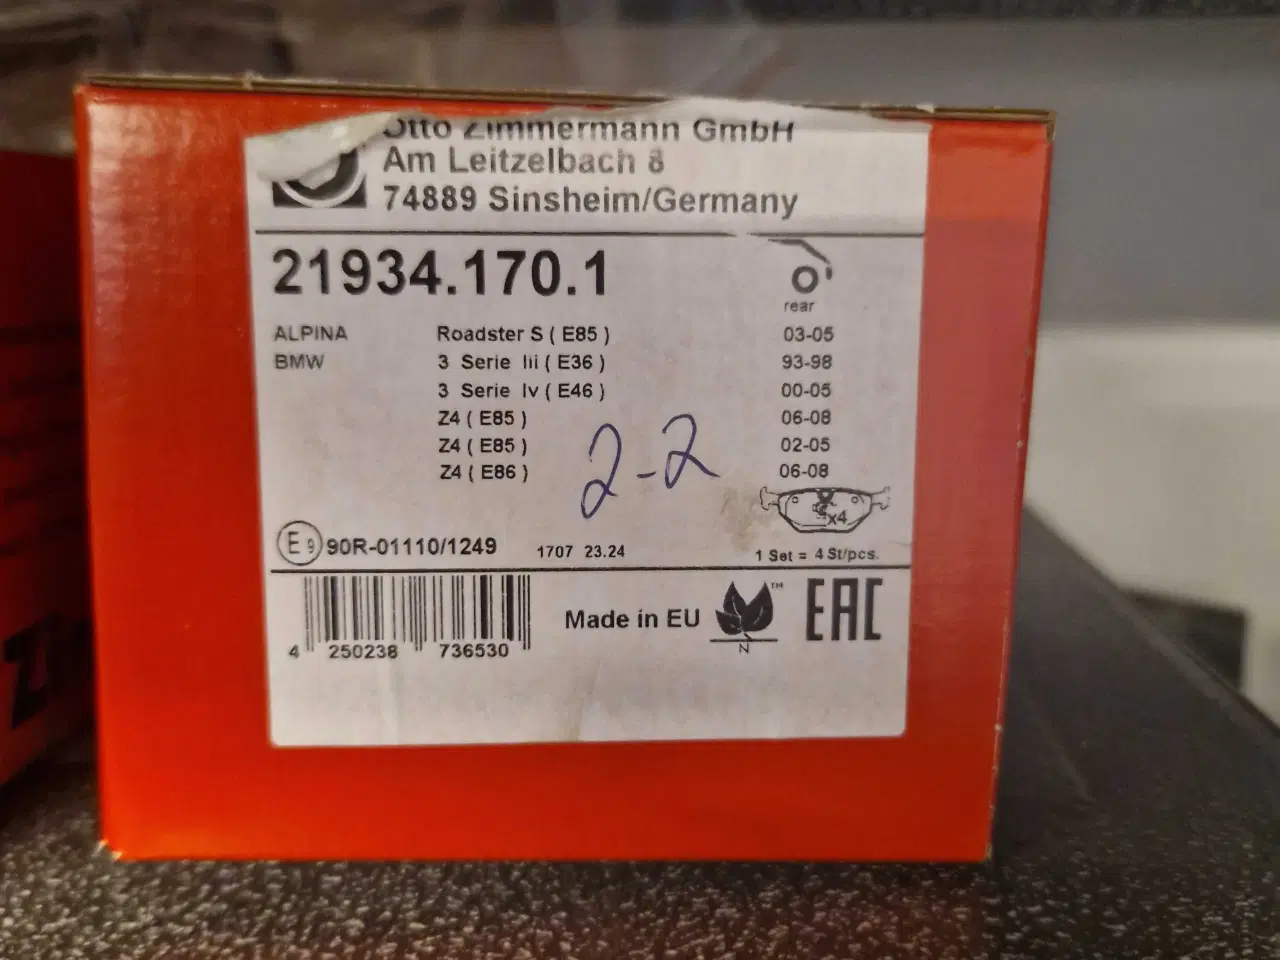 Otto Zimmermann GmbH
Am Leitzelbach 8
74889 Sinsheim/Germany
21934.170.1
rear
ALPINA Roadster S ( E85 ) 03-05
BMW 3 Serie Iii ( E36 ) 93-98
3 Serie Iv ( E46 ) 00-05
Z4 ( E85 ) 06-08
Z4 ( E85 ) 02-05
Z4 ( E86 ) 06-08
2-2
x4
E9 90R-01110/1249 1707 23.24 1 Set = 4 St/pcs.
Made in EU TM EAC
N
4 250238 736530